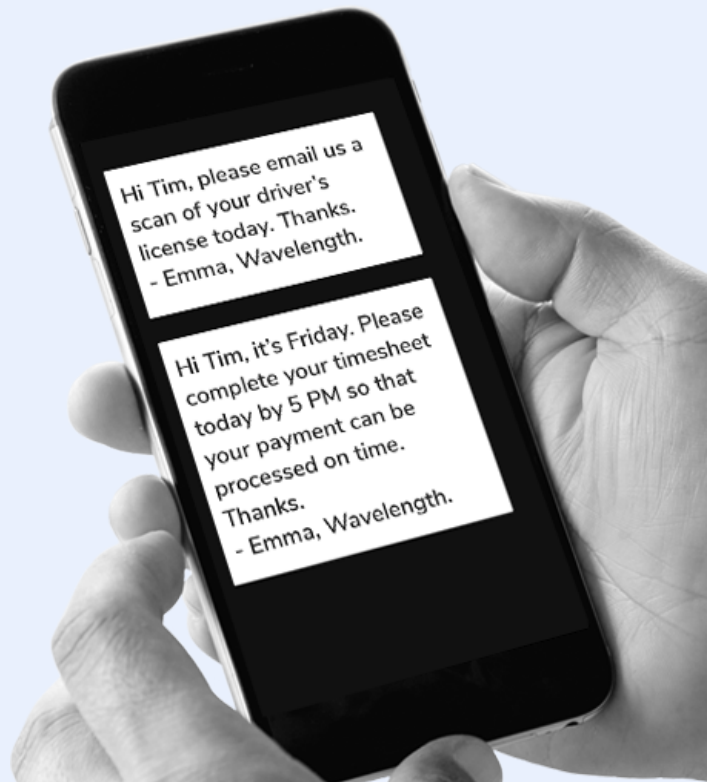 Hi Tim, please email us a
scan of your driver's
license today. Thanks.
- Emma, Wavelength.
Hi Tim, it's Friday. Please
complete your timesheet
today by 5 PM so that
your payment can be
processed on time.
Thanks.
- Emma, Wavelength.